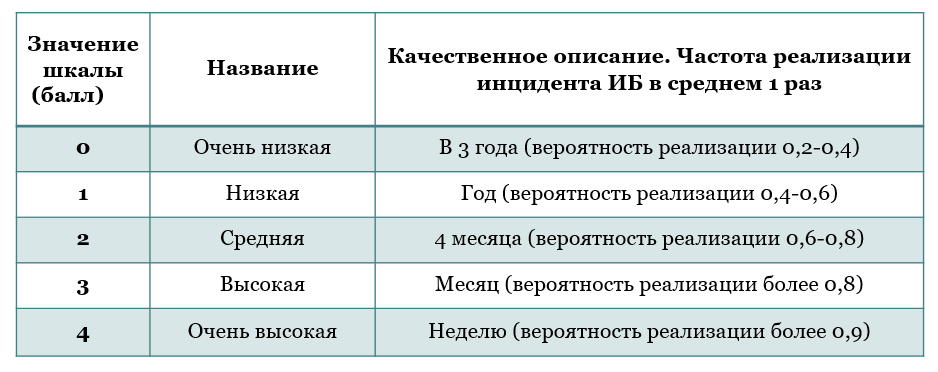 Значение
шкалы
(балл)
Название
Качественное описание. Частота реализации
инцидента ИБ в среднем 1 раз
0
Очень низкая
В 3 года (вероятность реализации 0,2-0,4)
1
Низкая
Год (вероятность реализации 0,4-0,6)
2
Средняя
4 месяца (вероятность реализации 0,6-0,8)
3
Высокая
Месяц (вероятность реализации более 0,8)
4
Очень высокая
Неделю (вероятность реализации более 0,9)